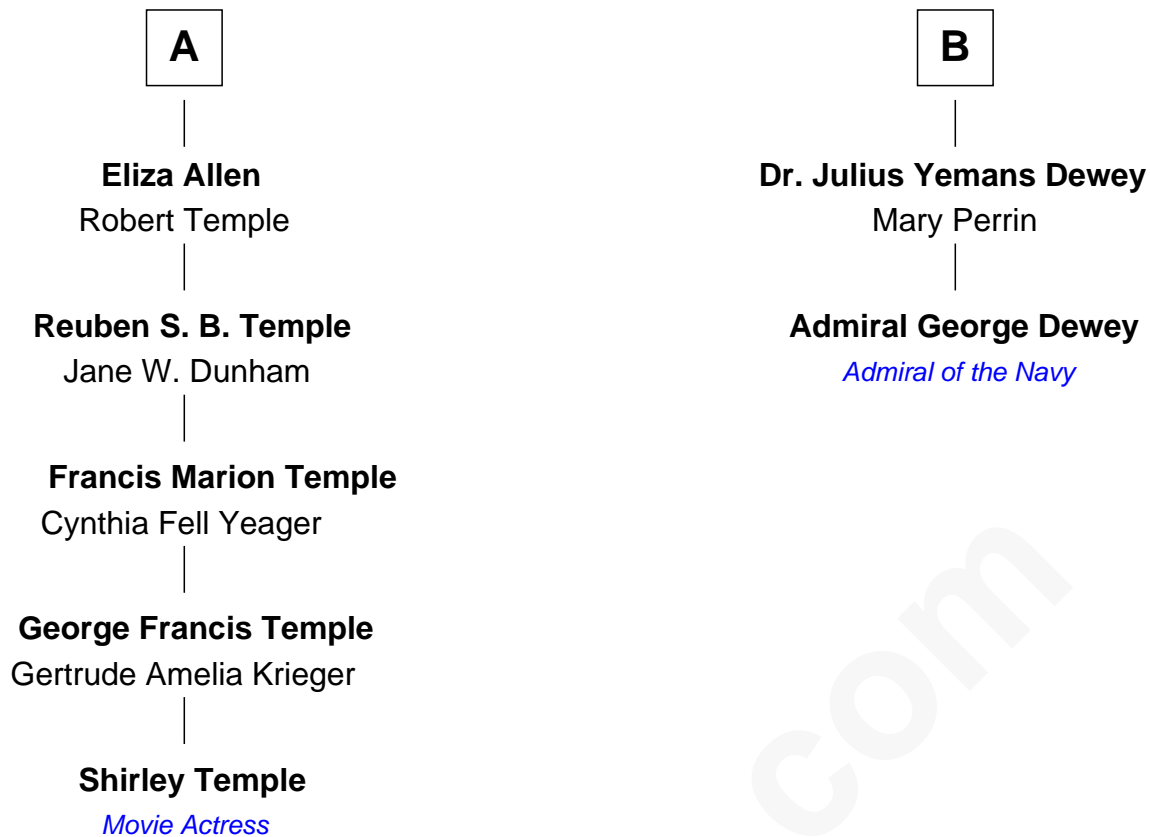 A
Eliza Allen
Robert Temple
Reuben S. B. Temple
Jane W. Dunham
Francis Marion Temple
Cynthia Fell Yeager
George Francis Temple
Gertrude Amelia Krieger
Shirley Temple
Movie Actress
B
Dr. Julius Yemans Dewey
Mary Perrin
Admiral George Dewey
Admiral of the Navy
com